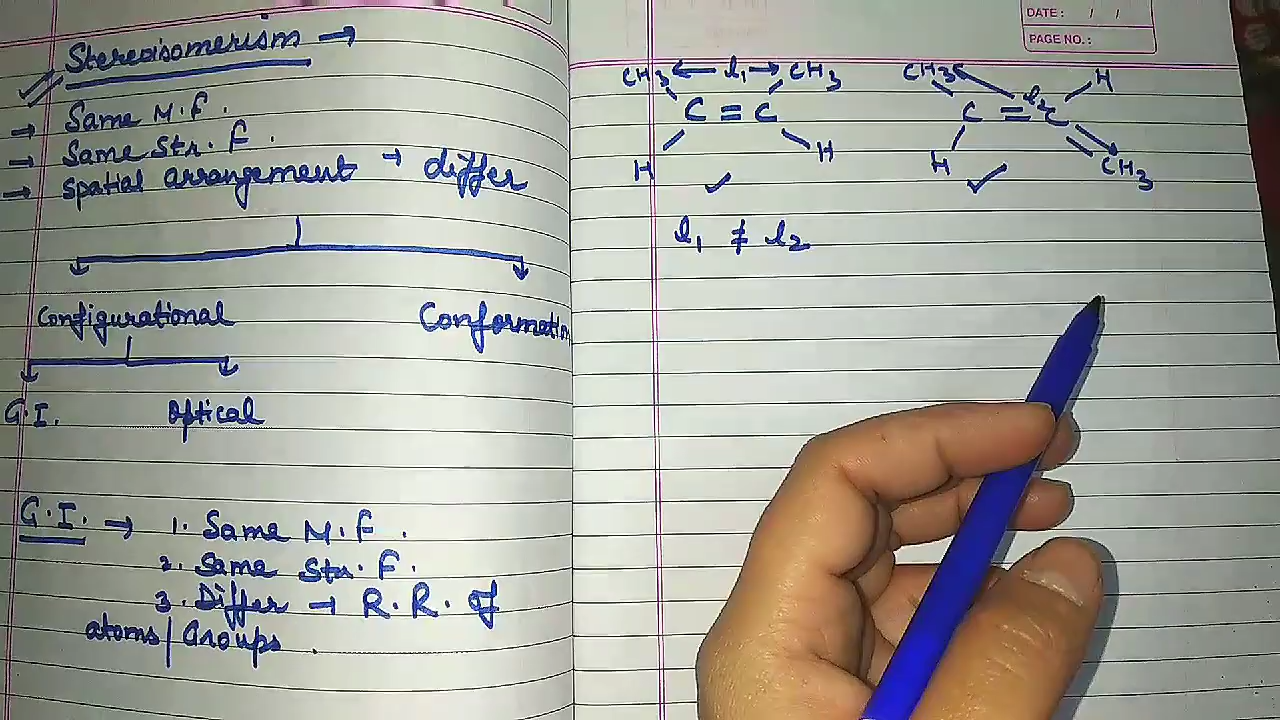 Stereoisomerism →
→ Same M.F.
→ Same Str. F.
→ Spatial arrangement → differ
Configurational Conformation
G.I. Optical
G.I. → 1. Same M.F.
2. Same Str. F.
3. Differ → R.R. of
atoms/Groups.
DATE: / /
PAGE NO.:
CH3 ← l1 → CH3
C = C
H H
CH3 l2 H
C = C
H CH3
l1 ≠ l2